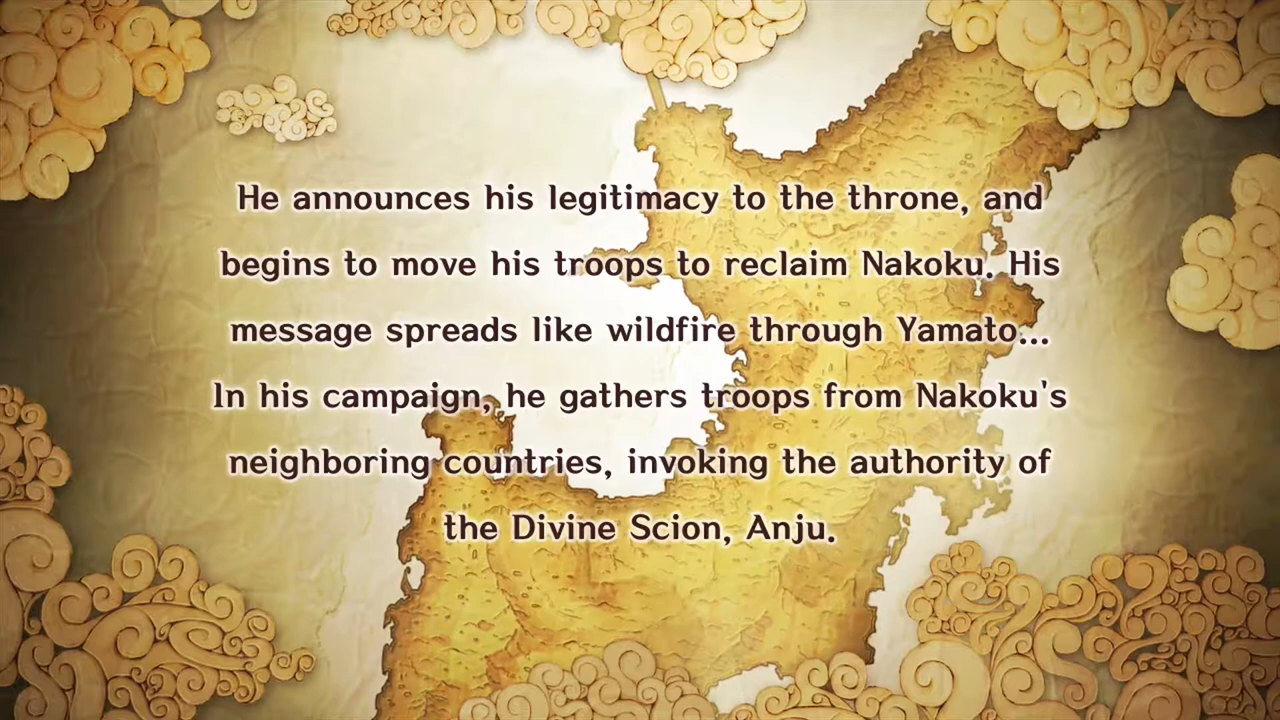 He announces his legitimacy to the throne, and
begins to move his troops to reclaim Nakoku. His
message spreads like wildfire through Yamato...
In his campaign, he gathers troops from Nakoku's
neighboring countries, invoking the authority of
the Divine Scion, Anju.